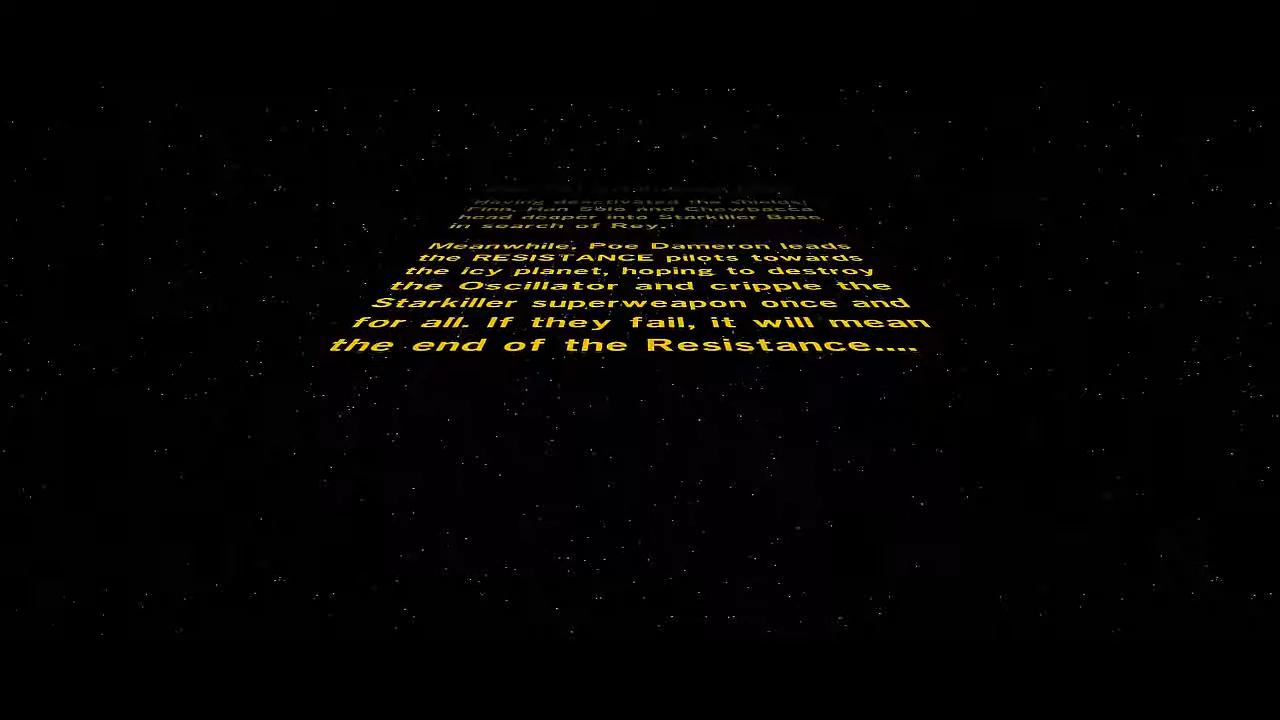 Having deactivated the shields,
Finn, Han Solo and Chewbacca
head deeper into Starkiller Base
in search of Rey.
Meanwhile, Poe Dameron leads
the RESISTANCE pilots towards
the icy planet, hoping to destroy
the Oscillator and cripple the
Starkiller superweapon once and
for all. If they fail, it will mean
the end of the Resistance....